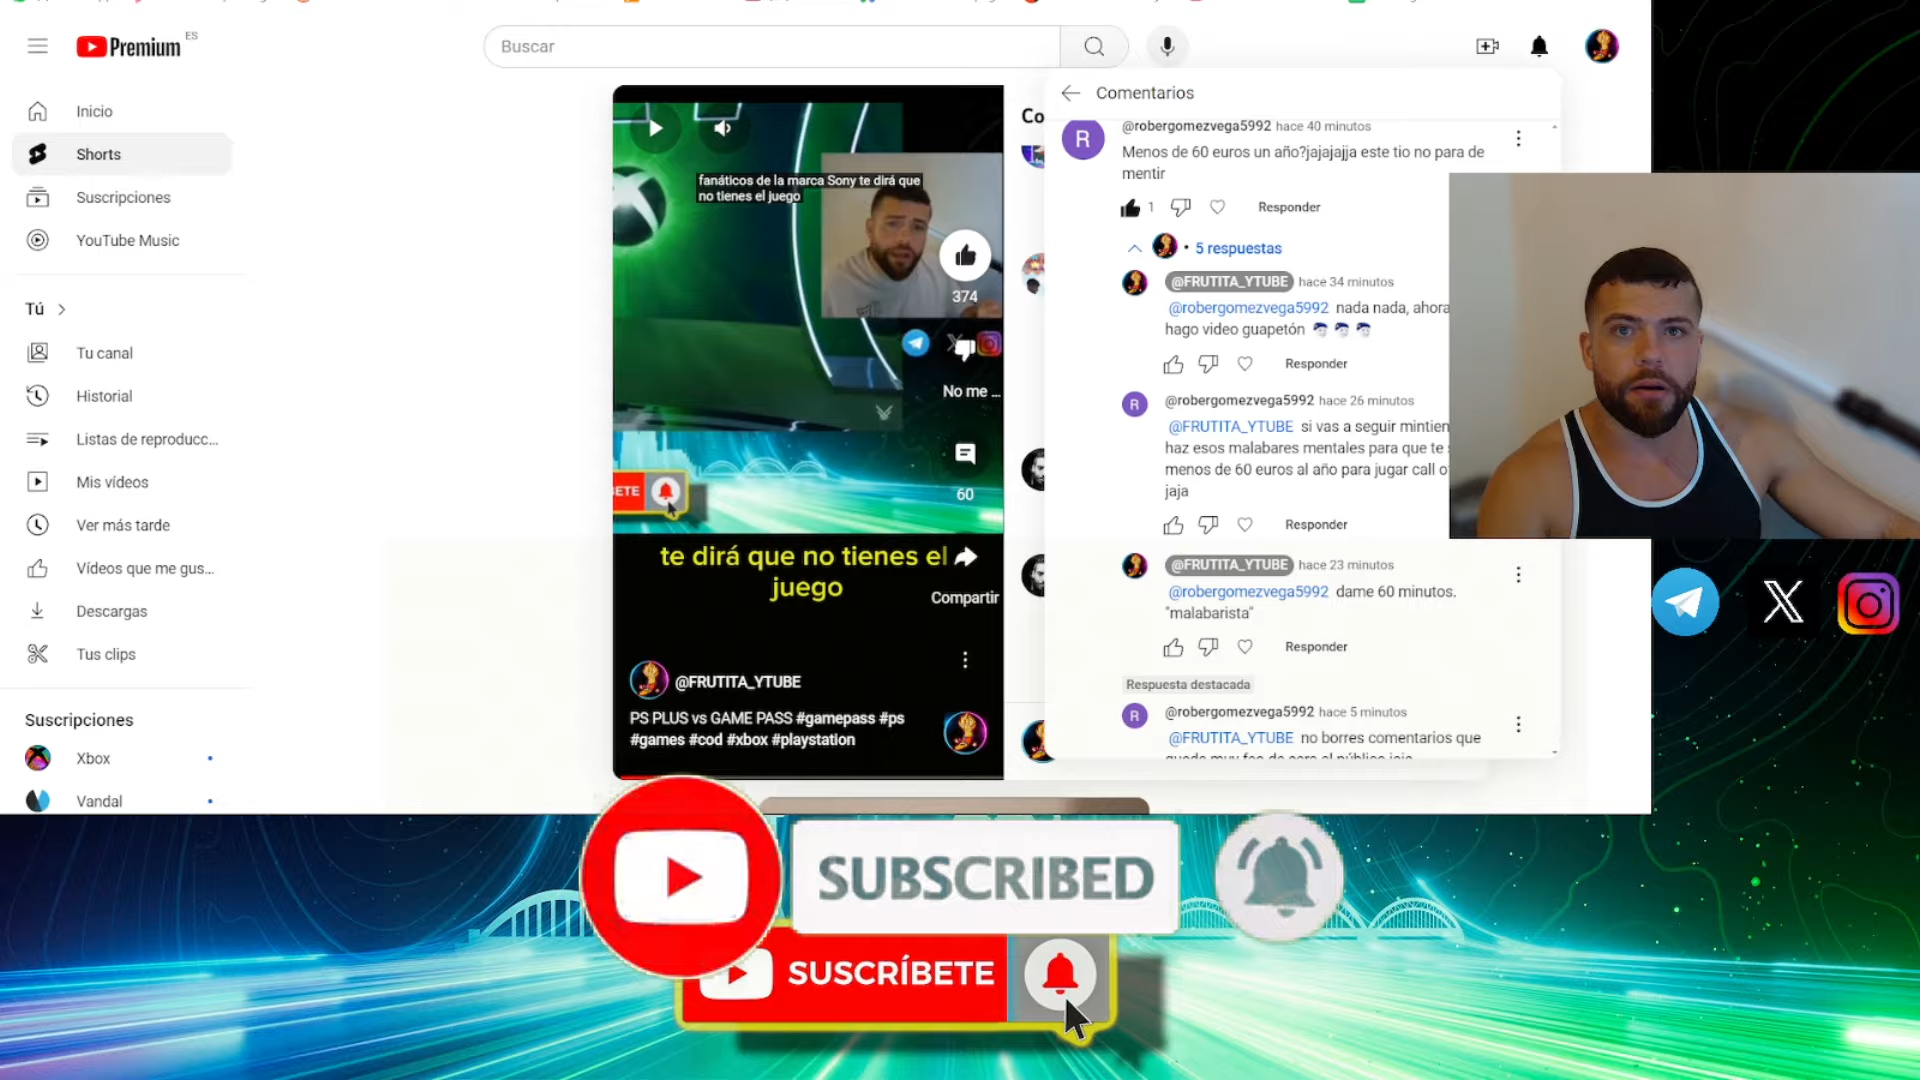 Premium ES
Buscar
Inicio
Shorts
Suscripciones
YouTube Music
Tú
Tu canal
Historial
Listas de reproducc...
Mis vídeos
Ver más tarde
Vídeos que me gus...
Descargas
Tus clips
Suscripciones
Xbox
Vandal
fanáticos de la marca Sony te dirá que
no tienes el juego
374
No me ...
60
te dirá que no tienes el
juego
Compartir
@FRUTITA_YTUBE
PS PLUS vs GAME PASS #gamepass #ps
#games #cod #xbox #playstation
Co
Comentarios
R
@robergomezvega5992 hace 40 minutos
Menos de 60 euros un año?jajajajja este tio no para de
mentir
1 Responder
• 5 respuestas
@FRUTITA_YTUBE hace 34 minutos
@robergomezvega5992 nada nada, ahora
hago video guapetón
Responder
R
@robergomezvega5992 hace 26 minutos
@FRUTITA_YTUBE si vas a seguir mintien
haz esos malabares mentales para que te
menos de 60 euros al año para jugar call o
jaja
Responder
@FRUTITA_YTUBE hace 23 minutos
@robergomezvega5992 dame 60 minutos.
"malabarista"
Responder
Respuesta destacada
R
@robergomezvega5992 hace 5 minutos
@FRUTITA_YTUBE no borres comentarios que
ETE
SUBSCRIBED
SUSCRÍBETE